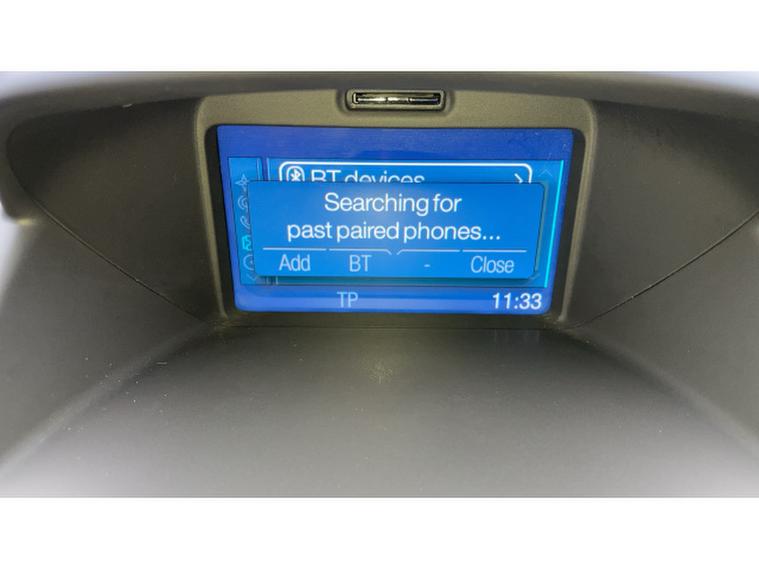 BT devices
Searching for
past paired phones...
Add BT - Close
TP 11:33